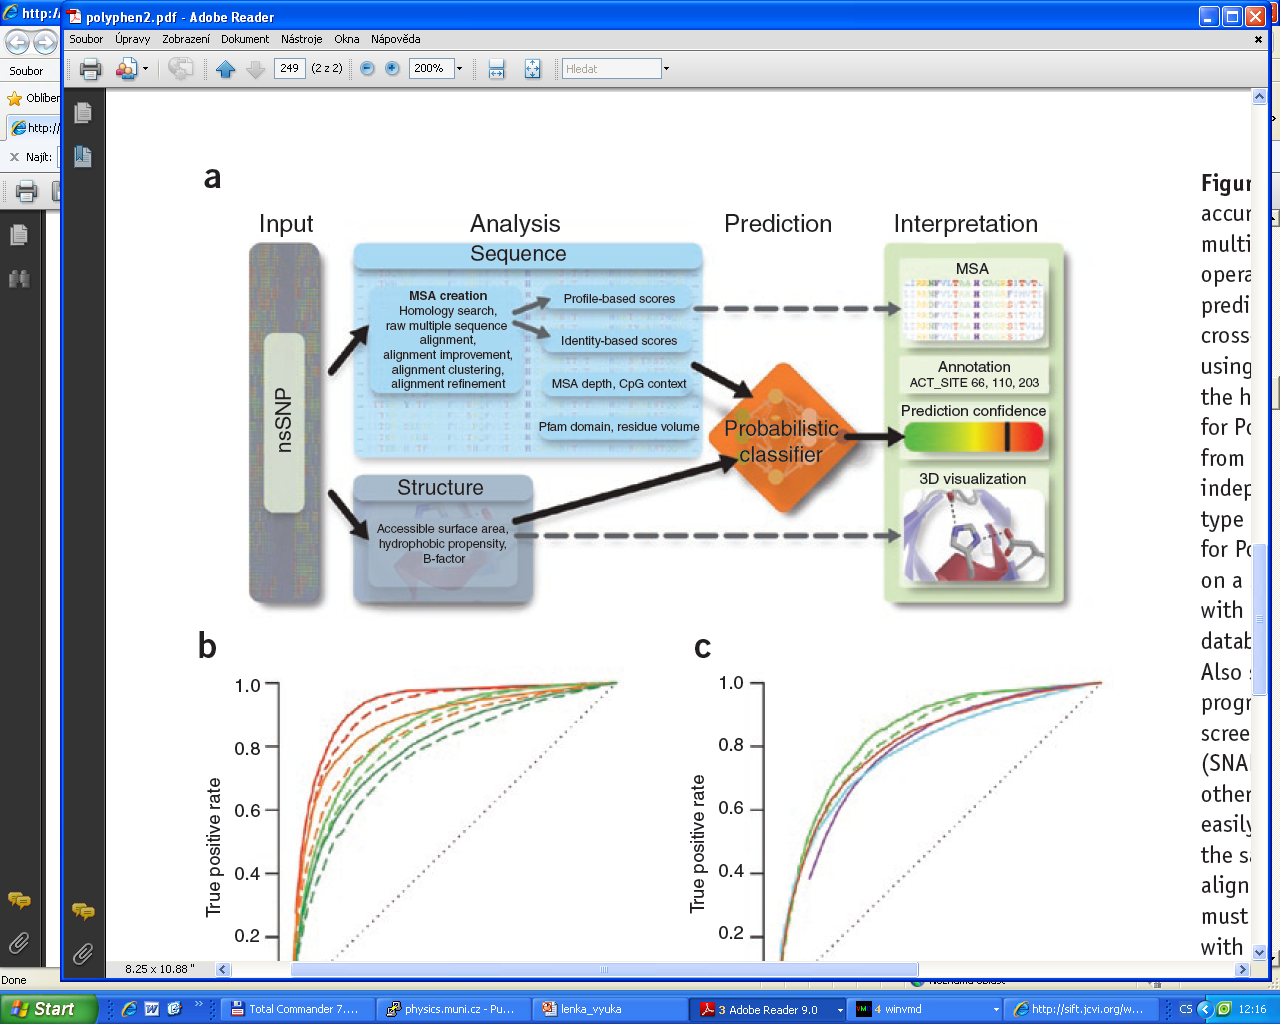 http:/
polyphen2.pdf - Adobe Reader
Soubor Úpravy Zobrazení Dokument Nástroje Okna Nápověda
249 (2 z 2) 200% Hledat
Soubor
Oblíber
http://
Najít:
a
Input Analysis Prediction Interpretation
Sequence
MSA creation
Homology search,
raw multiple sequence
alignment,
alignment improvement,
alignment clustering,
alignment refinement
Profile-based scores
Identity-based scores
MSA depth, CpG context
Pfam domain, residue volume
nsSNP
Structure
Accessible surface area,
hydrophobic propensity,
B-factor
Probabilistic
classifier
MSA
Annotation
ACT_SITE 66, 110, 203
Prediction confidence
3D visualization
b
1.0
0.8
0.6
0.4
0.2
True positive rate
c
1.0
0.8
0.6
0.4
0.2
True positive rate
Figur
accur
multi
opera
predi
cross-
using
the h
for Po
from
indep
type
for Po
on a
with
datab
Also s
progr
scree
(SNA
other
easily
the sa
align
must
with
8.25 x 10.88 "
Done
Start
W
Total Commander 7....
physics.muni.cz - Pu...
lenka_vyuka
3 Adobe Reader 9.0
4 winvmd
http://sift.jcvi.org/w...
CS
12:16